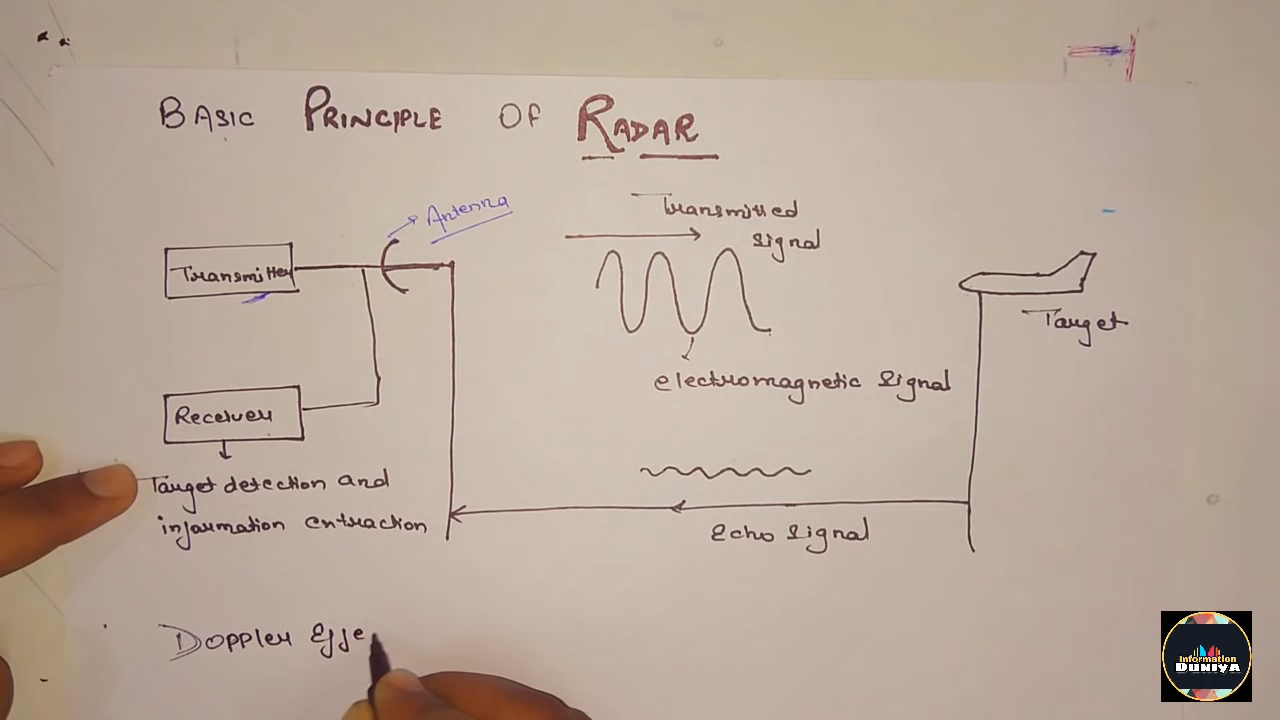 BASIC PRINCIPLE OF RADAR
Antenna
Transmitted
Signal
Transmitter
Target
electromagnetic Signal
Receiver
Target detection and
information extraction
Echo Signal
Doppler Effe
Information
DUNIYA